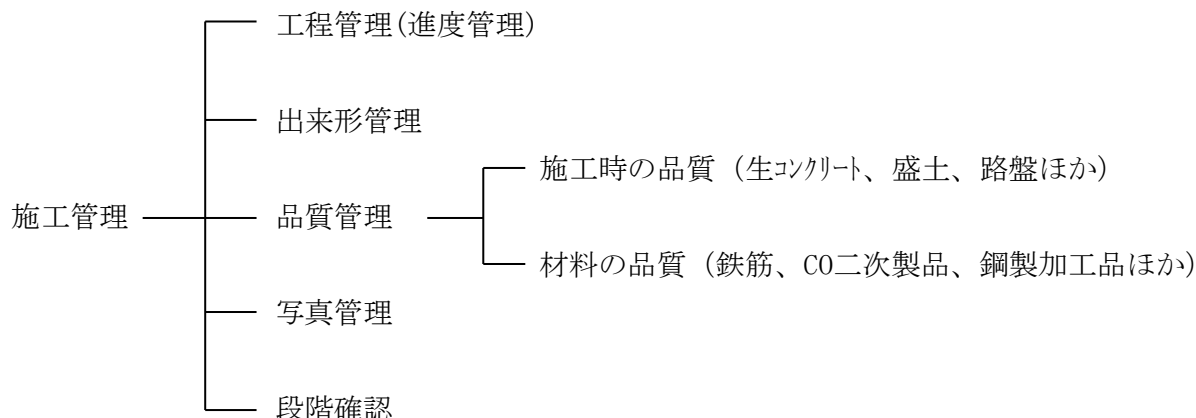 工程管理(進度管理)
出来形管理
施工時の品質 (生ｺﾝｸﾘｰﾄ、盛土、路盤ほか)
施工管理
品質管理
材料の品質 (鉄筋、CO二次製品、鋼製加工品ほか)
写真管理
段階確認